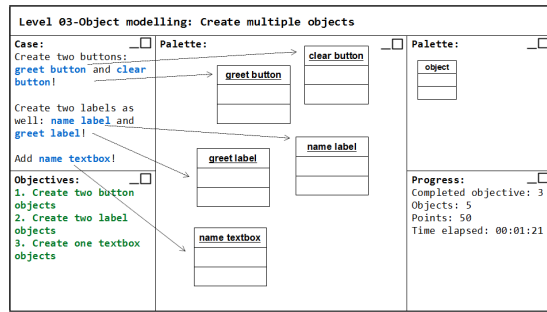 Level 03-Object modelling: Create multiple objects
Case:
Create two buttons:
greet button and clear
button!
Create two labels as
well: name label and
greet label!
Add name textbox!
Objectives:
1. Create two button
objects
2. Create two label
objects
3. Create one textbox
objects
Palette:
clear button
greet button
name label
greet label
name textbox
Palette:
object
Progress:
Completed objective: 3
Objects: 5
Points: 50
Time elapsed: 00:01:21